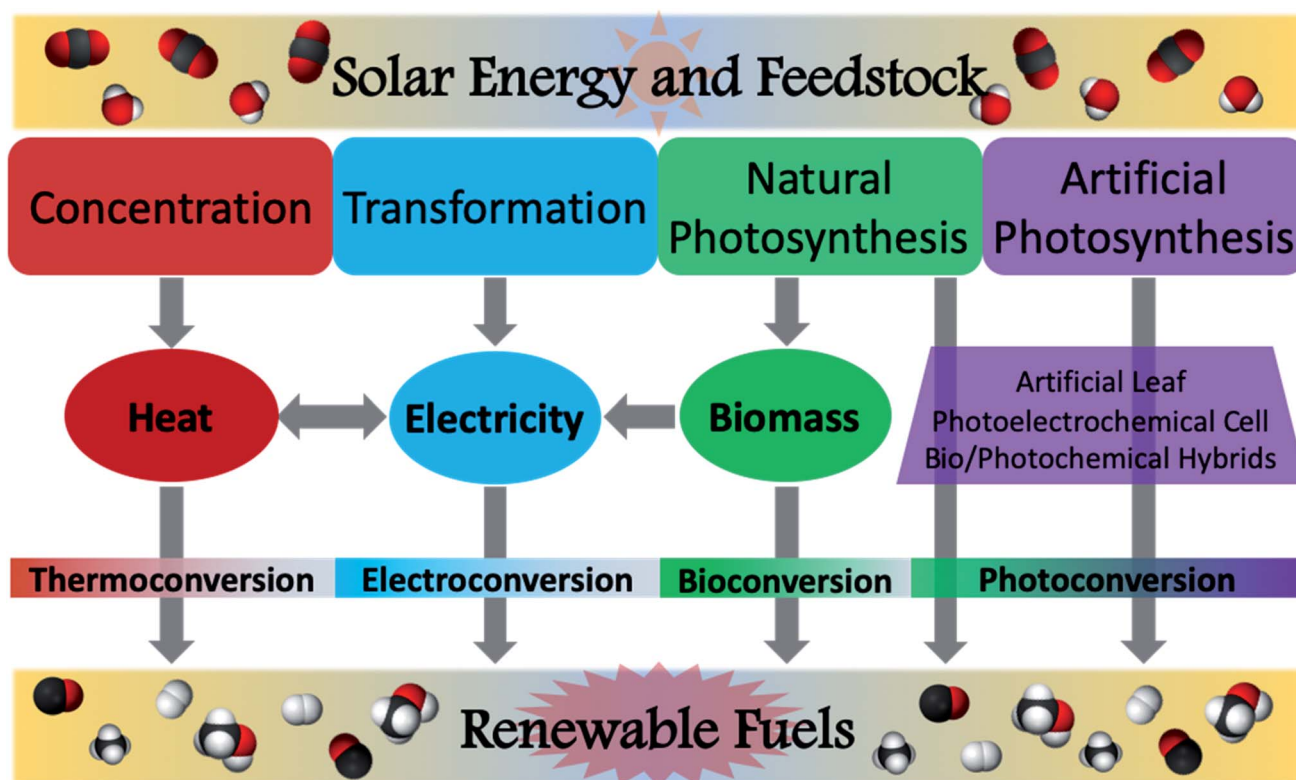 Solar Energy and Feedstock
Concentration
Transformation
Natural
Photosynthesis
Artificial
Photosynthesis
Heat
Electricity
Biomass
Artificial Leaf
Photoelectrochemical Cell
Bio/Photochemical Hybrids
Thermoconversion
Electroconversion
Bioconversion
Photoconversion
Renewable Fuels